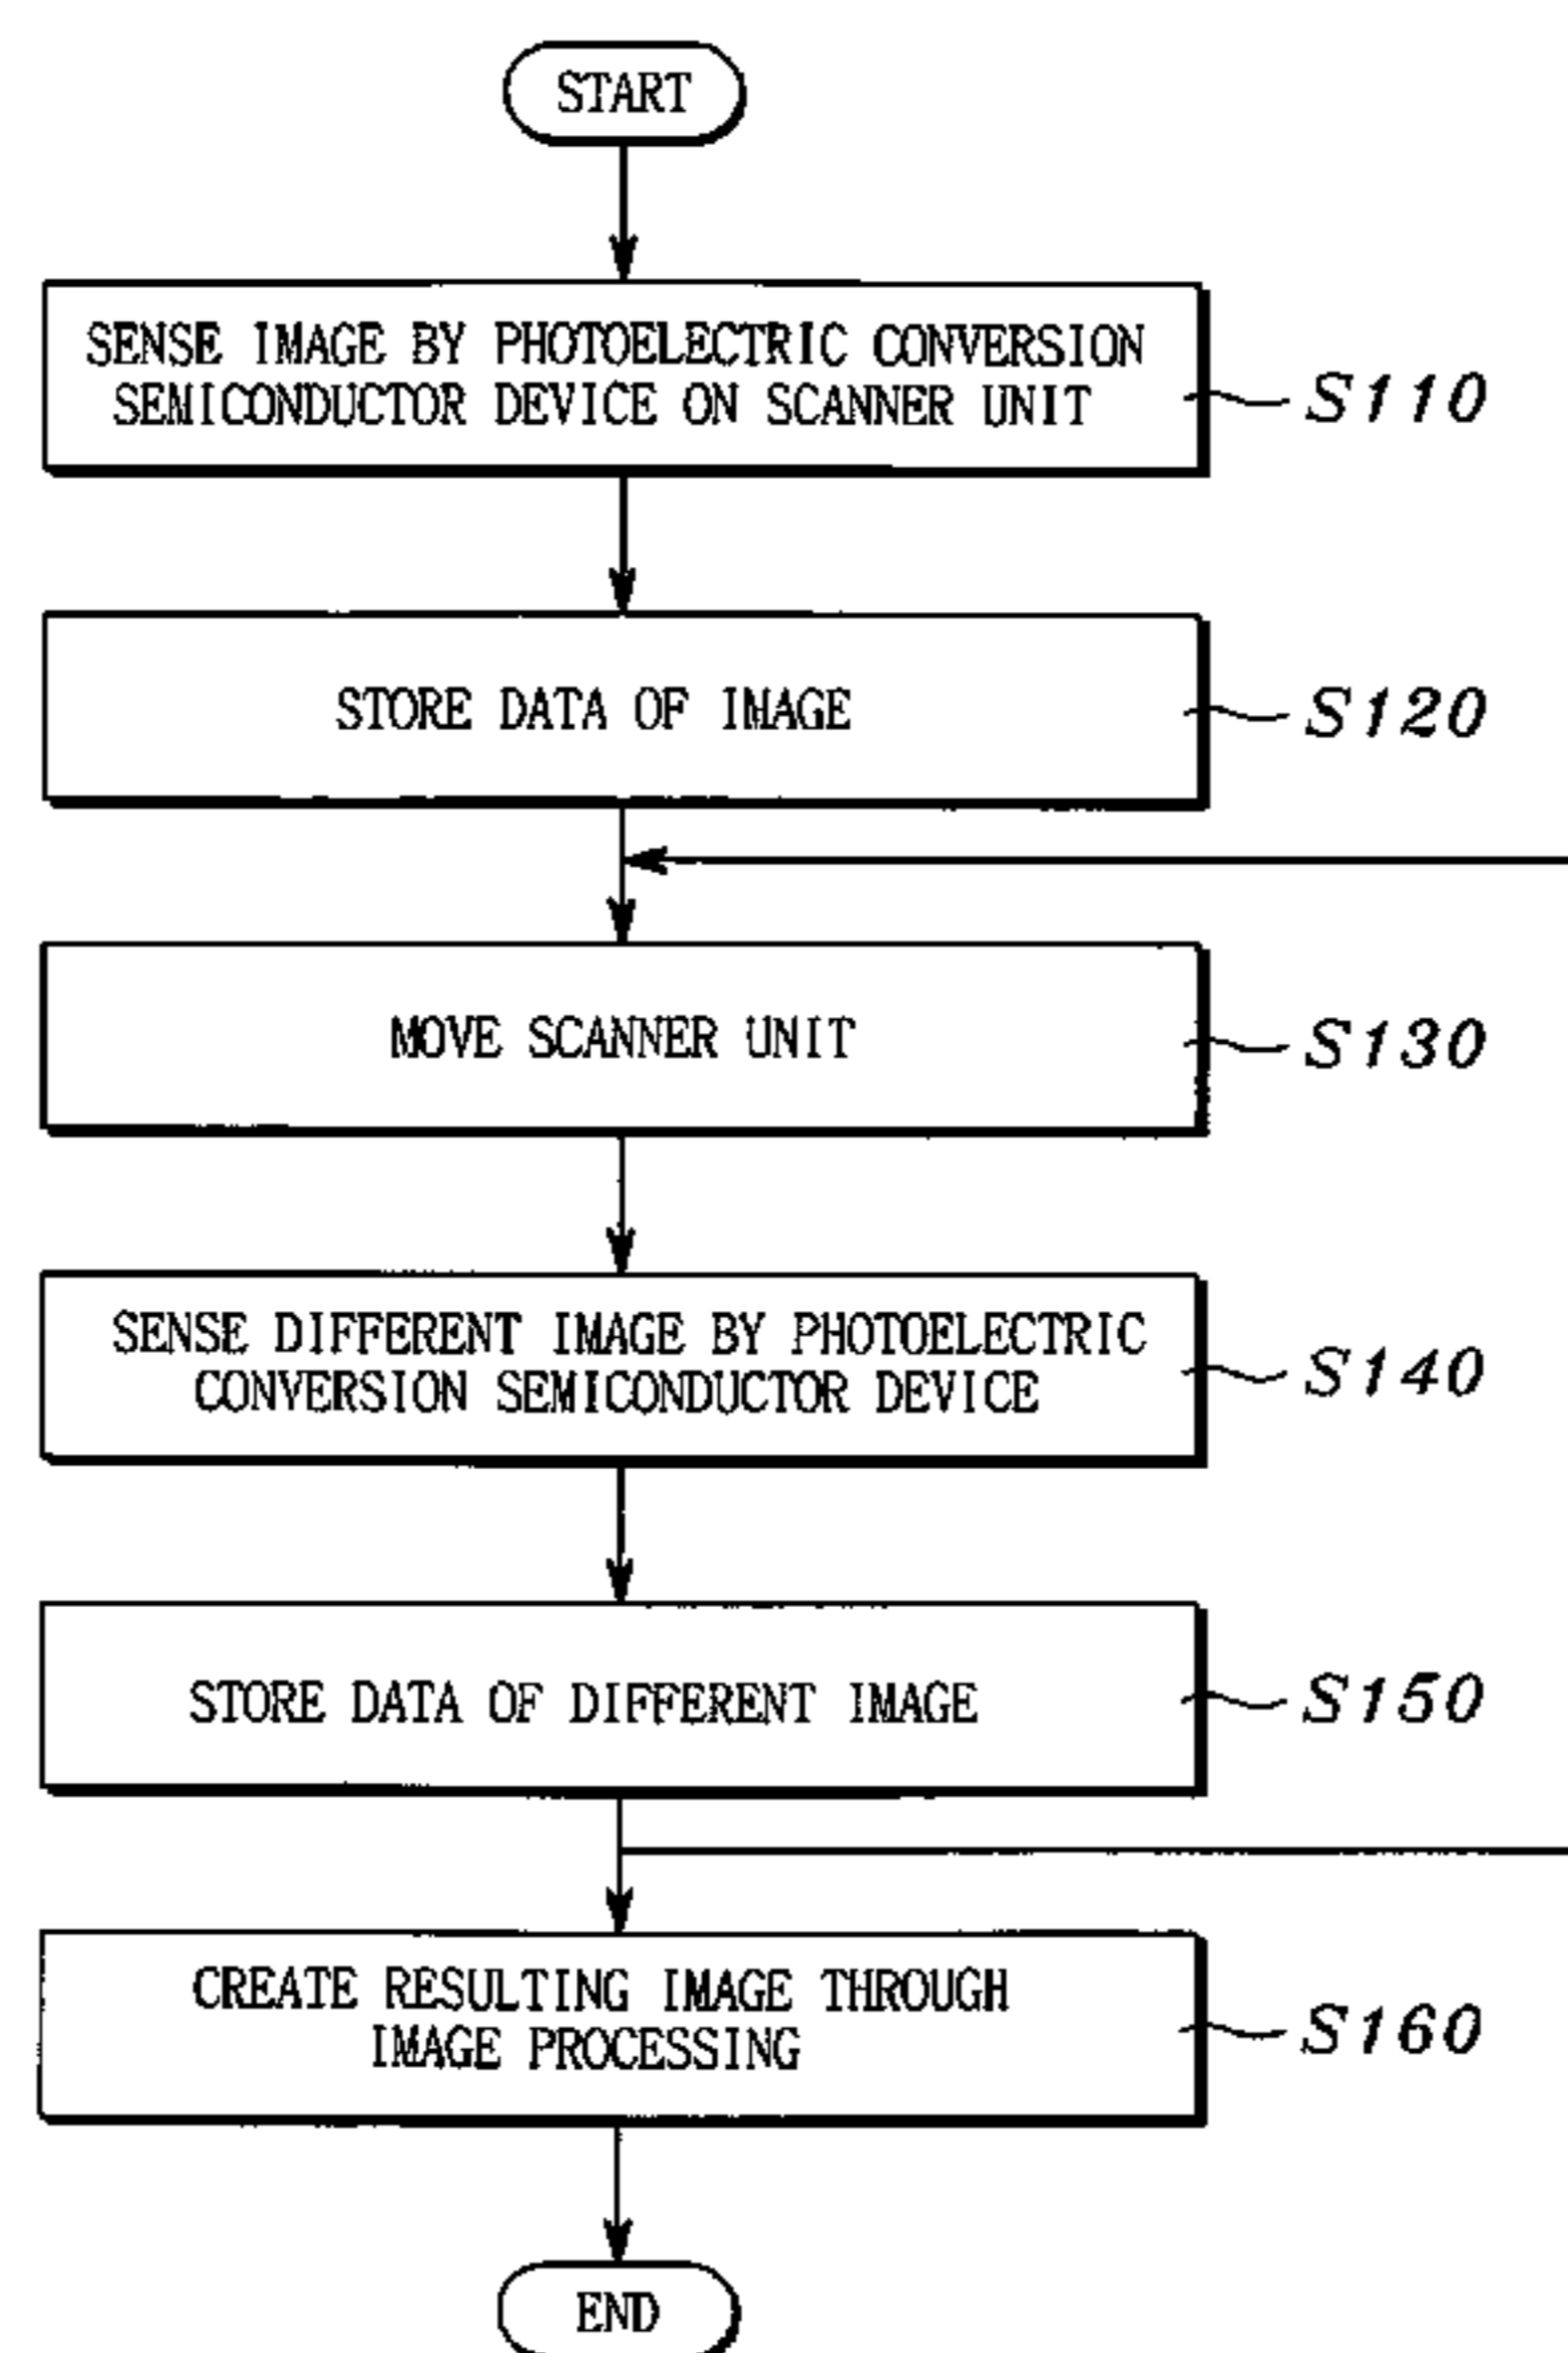 START
SENSE IMAGE BY PHOTOELECTRIC CONVERSION
SEMICONDUCTOR DEVICE ON SCANNER UNIT
S110
STORE DATA OF IMAGE
S120
MOVE SCANNER UNIT
S130
SENSE DIFFERENT IMAGE BY PHOTOELECTRIC
CONVERSION SEMICONDUCTOR DEVICE
S140
STORE DATA OF DIFFERENT IMAGE
S150
CREATE RESULTING IMAGE THROUGH
IMAGE PROCESSING
S160
END